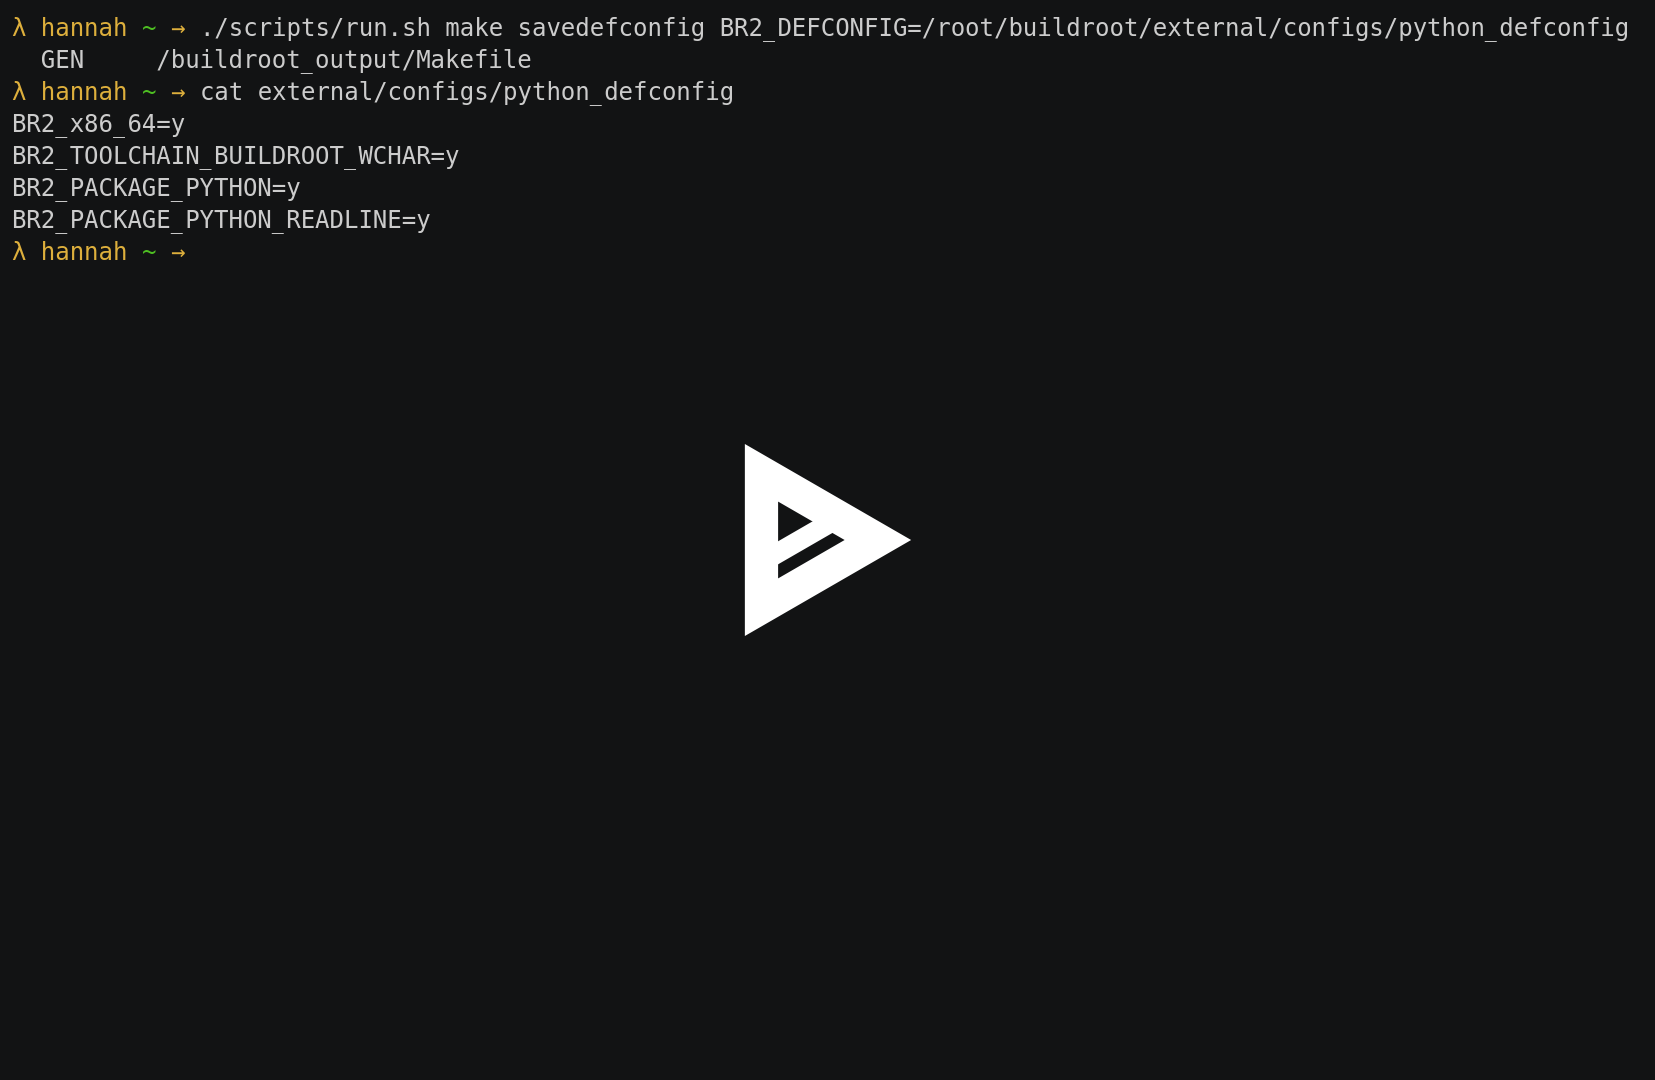 λ hannah ~ → ./scripts/run.sh make savedefconfig BR2_DEFCONFIG=/root/buildroot/external/configs/python_defconfig
  GEN     /buildroot_output/Makefile
λ hannah ~ → cat external/configs/python_defconfig
BR2_x86_64=y
BR2_TOOLCHAIN_BUILDROOT_WCHAR=y
BR2_PACKAGE_PYTHON=y
BR2_PACKAGE_PYTHON_READLINE=y
λ hannah ~ →